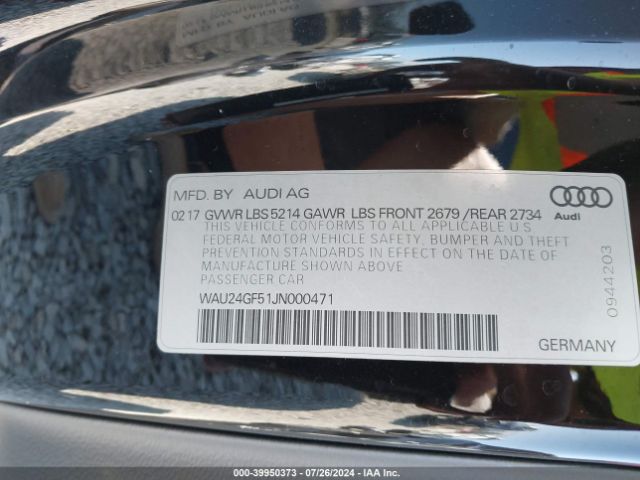 MFD. BY AUDI AG
02 17 GVWR LBS 5214 GAWR LBS FRONT 2679 / REAR 2734
THIS VEHICLE CONFORMS TO ALL APPLICABLE U S
FEDERAL MOTOR VEHICLE SAFETY, BUMPER AND THEFT
PREVENTION STANDARDS IN EFFECT ON THE DATE OF
MANUFACTURE SHOWN ABOVE
PASSENGER CAR
WAU24GF51JN000471
Audi
0944203
GERMANY
000-39950373 - 07/26/2024 - IAA Inc.